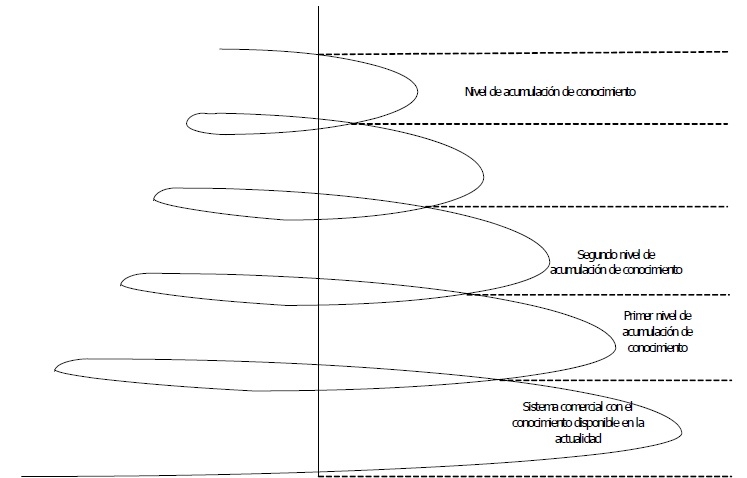 Nivel de acumulación de conocimiento
Segundo nivel de
acumulación de conocimiento
Primer nivel de
acumulación de
conocimiento
Sistema comercial con el
conocimiento disponible en la
actualidad